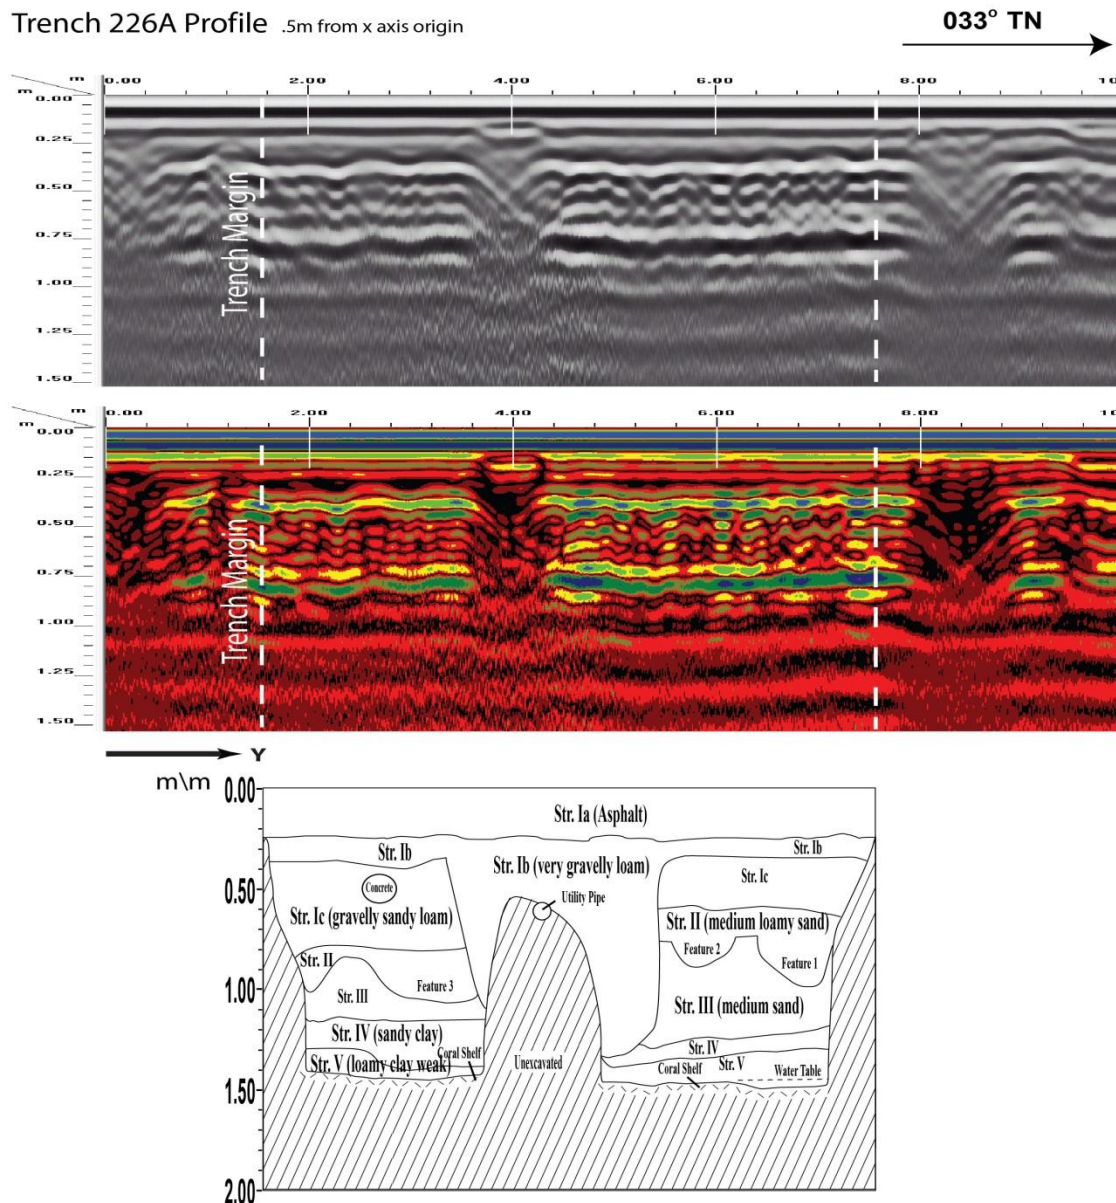 Trench 226A Profile .5m from x axis origin
033° TN
m 0.00 2.00 4.00 6.00 8.00 10
0.00
0.25
0.50
0.75
1.00
1.25
1.50
Trench Margin
m 0.00 2.00 4.00 6.00 8.00 10
0.00
0.25
0.50
0.75
1.00
1.25
1.50
Trench Margin
Y
m\m
0.00
0.50
1.00
1.50
2.00
Str. Ia (Asphalt)
Str. Ib
Str. Ib (very gravelly loam)
Str. Ib
Concrete
Utility Pipe
Str. Ic
Str. Ic (gravelly sandy loam)
Str. II (medium loamy sand)
Str. II
Feature 2
Feature 1
Str. III
Feature 3
Str. III (medium sand)
Str. IV (sandy clay)
Str. IV
Coral Shelf
Unexcavated
Str. V (loamy clay weak)
Coral Shelf
Str. V
Water Table